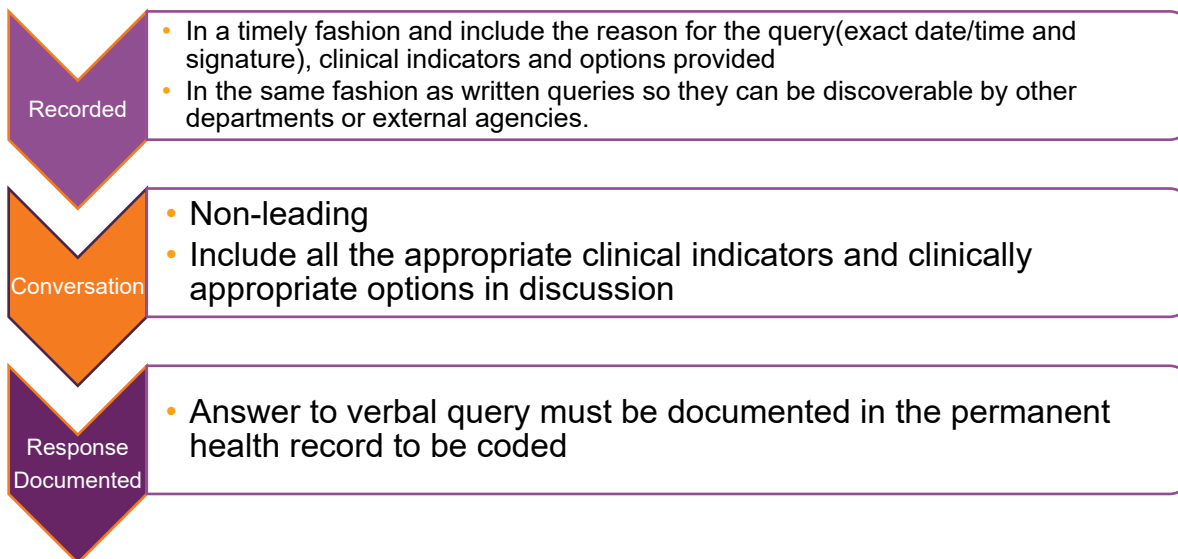 Recorded
• In a timely fashion and include the reason for the query(exact date/time and
signature), clinical indicators and options provided
• In the same fashion as written queries so they can be discoverable by other
departments or external agencies.
Conversation
• Non-leading
• Include all the appropriate clinical indicators and clinically
appropriate options in discussion
Response
Documented
• Answer to verbal query must be documented in the permanent
health record to be coded